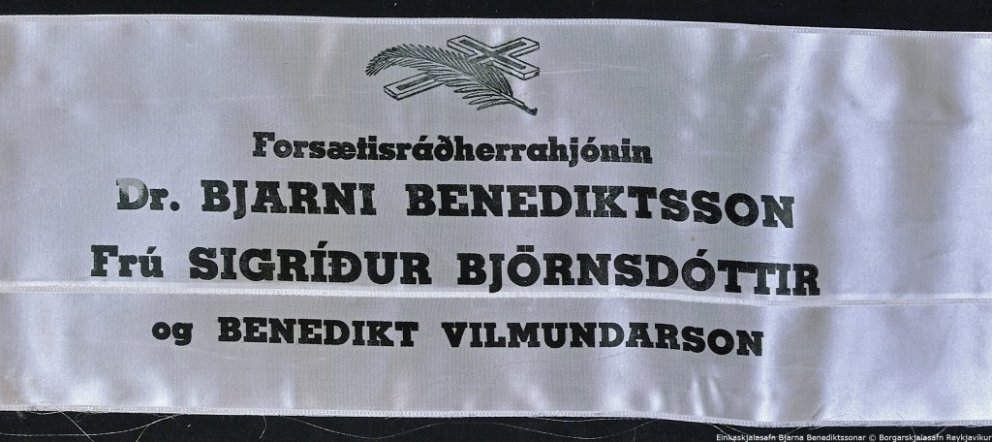 Forsætisráðherrahjónin
Dr. BJARNI BENEDIKTSSON
Frú SIGRÍÐUR BJÖRNSDÓTTIR
og BENEDIKT VILMUNDARSON
Einkaskjalasafn Bjarna Benediktssonar © Borgarskjalasafn Reykjavíkur